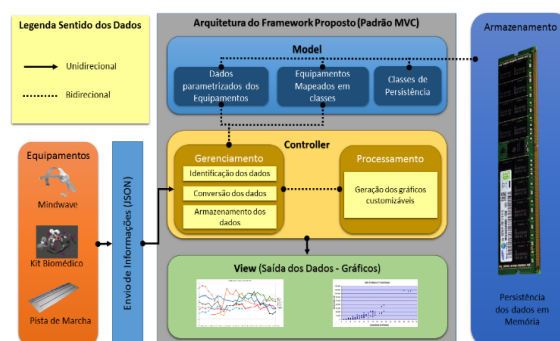 Legenda Sentido dos Dados
Unidirecional
Bidirecional
Equipamentos
Mindwave
Kit Biomédico
Pista de Marcha
Envio de Informações (JSON)
Arquitetura do Framework Proposto (Padrão MVC)
Model
Dados
parametrizados dos
Equipamentos
Equipamentos
Mapeados em
classes
Classes de
Persistência
Controller
Gerenciamento
Identificação dos dados
Conversão dos dados
Armazenamento dos
dados
Processamento
Geração dos gráficos
customizáveis
View (Saída dos Dados - Gráficos)
Armazenamento
Persistência
dos dados em
Memória